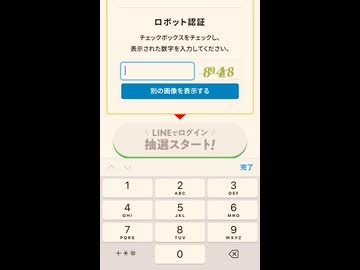 ロボット認証
チェックボックスをチェックし、
表示された数字を入力してください。
別の画像を表示する
\ LINEでログイン /
抽選スタート!
完了
1 2 ABC 3 DEF
4 GHI 5 JKL 6 MNO
7 PQRS 8 TUV 9 WXYZ
+*# 0